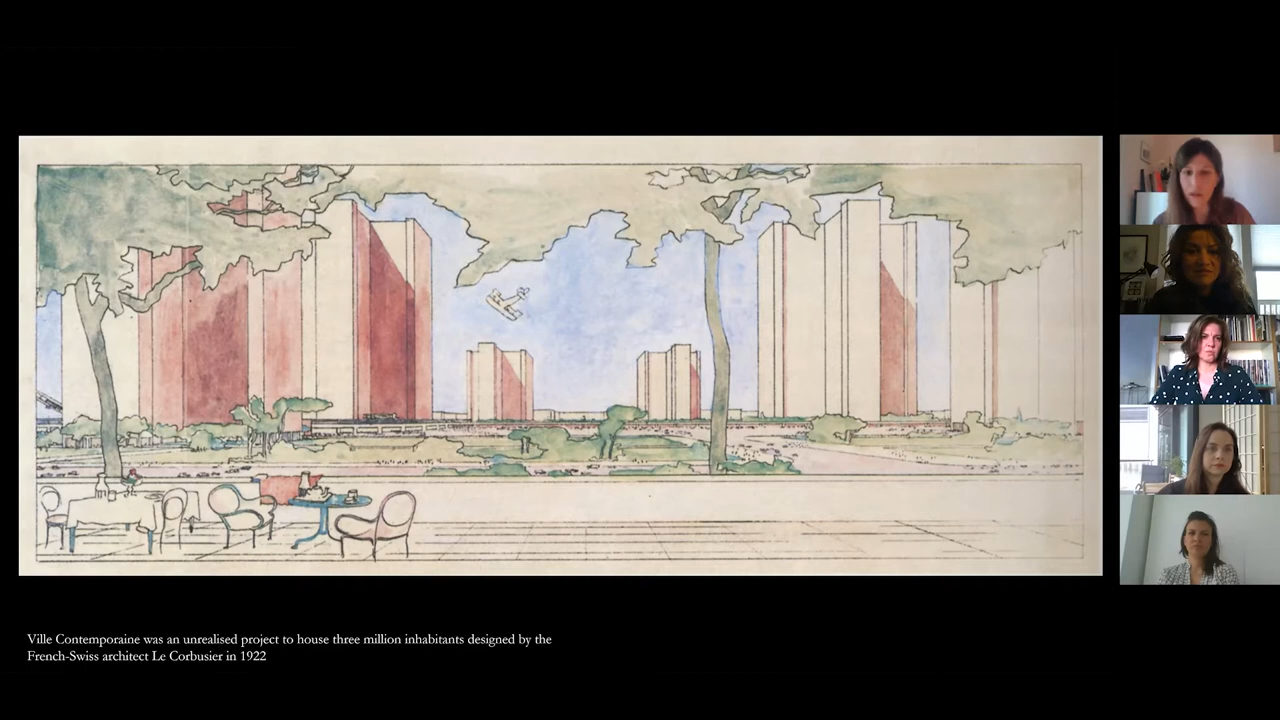 Ville Contemporaine was an unrealised project to house three million inhabitants designed by the
French-Swiss architect Le Corbusier in 1922